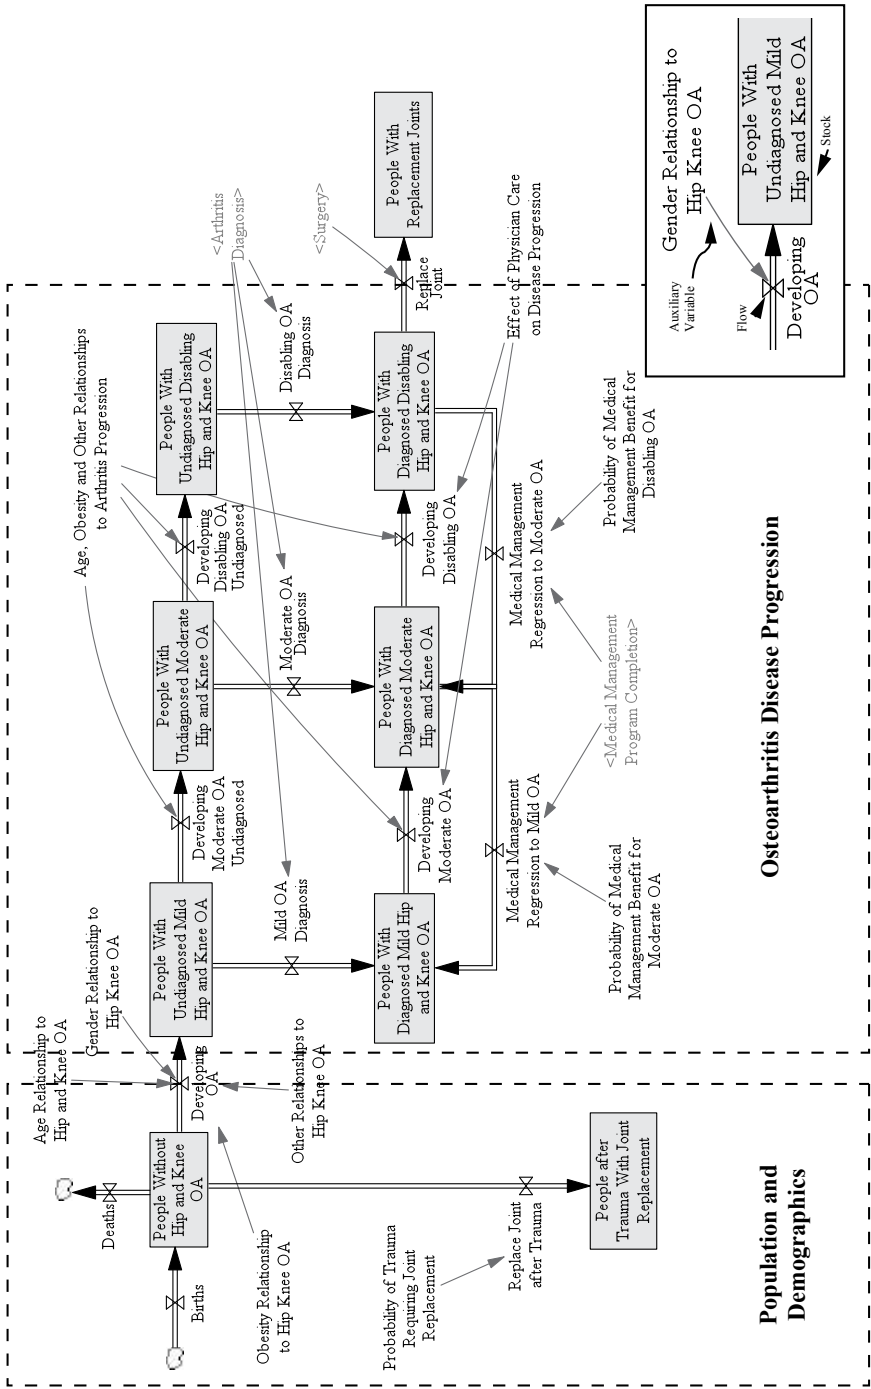 Age Relationship to
Hip and Knee OA
Gender Relationship to
Hip Knee OA
Age, Obesity and Other Relationships
to Arthritis Progression
Deaths
Births
People Without
Hip and Knee
OA
Developing
OA
People With
Undiagnosed Mild
Hip and Knee OA
Developing
Moderate OA
Undiagnosed
People With
Undiagnosed Moderate
Hip and Knee OA
Developing
Disabling OA
Undiagnosed
People With
Undiagnosed Disabling
Hip and Knee OA
<Arthritis
Diagnosis>
Obesity Relationship
to Hip Knee OA
Other Relationships to
Hip Knee OA
Mild OA
Diagnosis
Moderate OA
Diagnosis
Disabling OA
Diagnosis
<Surgery>
People With
Diagnosed Mild Hip
and Knee OA
Developing
Moderate OA
People With
Diagnosed Moderate
Hip and Knee OA
Developing
Disabling OA
People With
Diagnosed Disabling
Hip and Knee OA
Replace
Joint
People With
Replacement Joints
Probability of Trauma
Requiring Joint
Replacement
Replace Joint
after Trauma
People after
Trauma With Joint
Replacement
Medical Management
Regression to Mild OA
Medical Management
Regression to Moderate OA
Effect of Physician Care
on Disease Progression
Probability of Medical
Management Benefit for
Moderate OA
<Medical Management
Program Completion>
Probability of Medical
Management Benefit for
Disabling OA
Population and
Demographics
Osteoarthritis Disease Progression
Gender Relationship to
Hip Knee OA
Auxiliary
Variable
Flow
Developing
OA
People With
Undiagnosed Mild
Hip and Knee OA
Stock